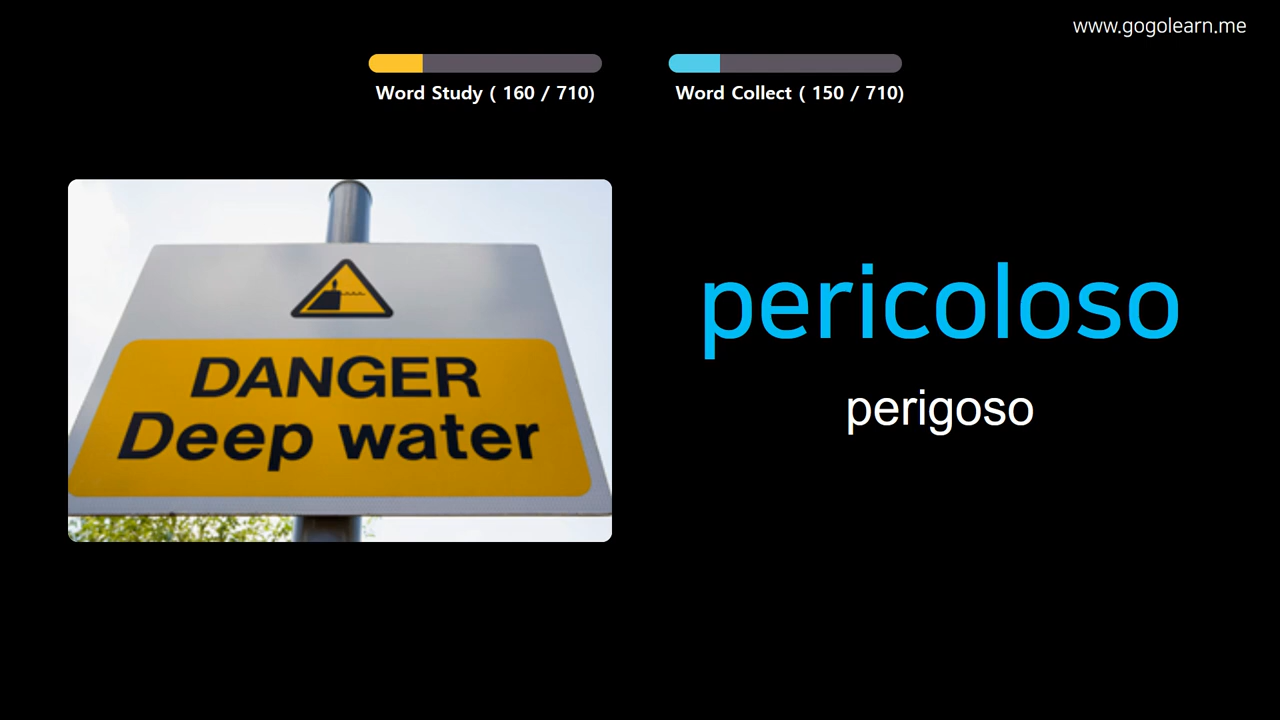 www.gogolearn.me
Word Study ( 160 / 710)
Word Collect ( 150 / 710)
DANGER
Deep water
pericoloso
perigoso